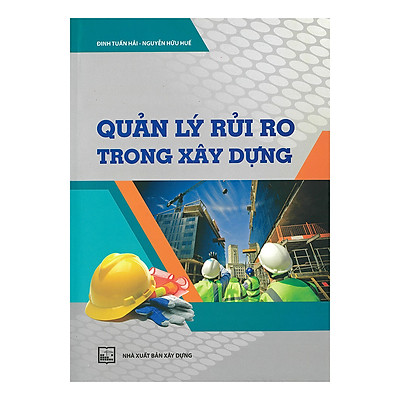 ĐINH TUẤN HẢI - NGUYỄN HỮU HUẾ
QUẢN LÝ RỦI RO
TRONG XÂY DỰNG
NHÀ XUẤT BẢN XÂY DỰNG